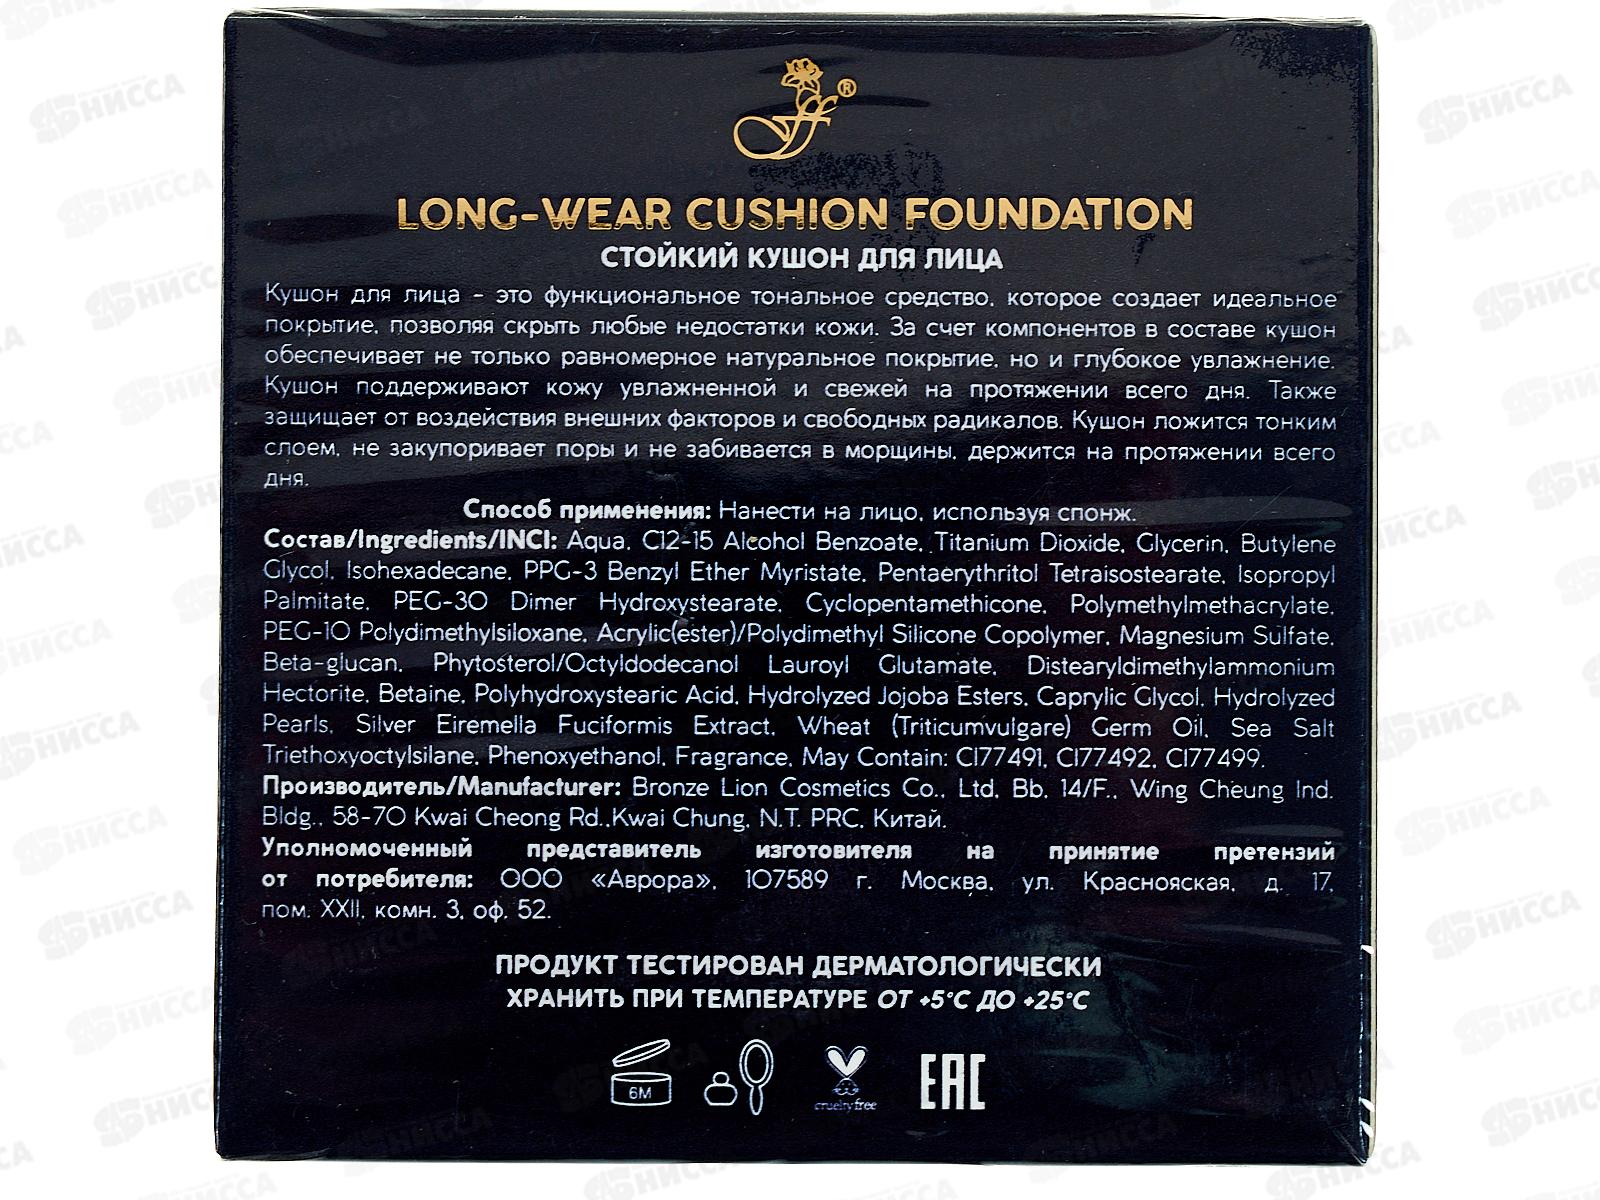 ff®
LONG-WEAR CUSHION FOUNDATION
СТОЙКИЙ КУШОН ДЛЯ ЛИЦА
Кушон для лица - это функциональное тональное средство, которое создает идеальное
покрытие, позволяя скрыть любые недостатки кожи. За счет компонентов в составе кушон
обеспечивает не только равномерное натуральное покрытие, но и глубокое увлажнение.
Кушон поддерживают кожу увлажненной и свежей на протяжении всего дня. Также
защищает от воздействия внешних факторов и свободных радикалов. Кушон ложится тонким
слоем, не закупоривает поры и не забивается в морщины, держится на протяжении всего
дня.
Способ применения: Нанести на лицо, используя спонж.
Состав/Ingredients/INCI: Aqua, C12-15 Alcohol Benzoate, Titanium Dioxide, Glycerin, Butylene
Glycol, Isohexadecane, PPG-3 Benzyl Ether Myristate, Pentaerythritol Tetraisostearate, Isopropyl
Palmitate, PEG-30 Dimer Hydroxystearate, Cyclopentamethicone, Polymethylmethacrylate,
PEG-10 Polydimethylsiloxane, Acrylic(ester)/Polydimethyl Silicone Copolymer, Magnesium Sulfate,
Beta-glucan, Phytosterol/Octyldodecanol Lauroyl Glutamate, Distearyldimethylammonium
Hectorite, Betaine, Polyhydroxystearic Acid, Hydrolyzed Jojoba Esters, Caprylic Glycol, Hydrolyzed
Pearls, Silver Eiremella Fuciformis Extract, Wheat (Triticumvulgare) Germ Oil, Sea Salt
Triethoxyoctylsilane, Phenoxyethanol, Fragrance, May Contain: CI77491, CI77492, CI77499.
Производитель/Manufacturer: Bronze Lion Cosmetics Co., Ltd, Bb, 14/F., Wing Cheung Ind.
Bldg., 58-70 Kwai Cheong Rd.,Kwai Chung, N.T. PRC, Китай.
Уполномоченный представитель изготовителя на принятие претензий
от потребителя: ООО «Аврора», 107589 г. Москва, ул. Красноярская, д. 17,
пом. XXII, комн. 3, оф. 52.
ПРОДУКТ ТЕСТИРОВАН ДЕРМАТОЛОГИЧЕСКИ
ХРАНИТЬ ПРИ ТЕМПЕРАТУРЕ ОТ +5°C ДО +25°C
6M
cruelty free
EAC